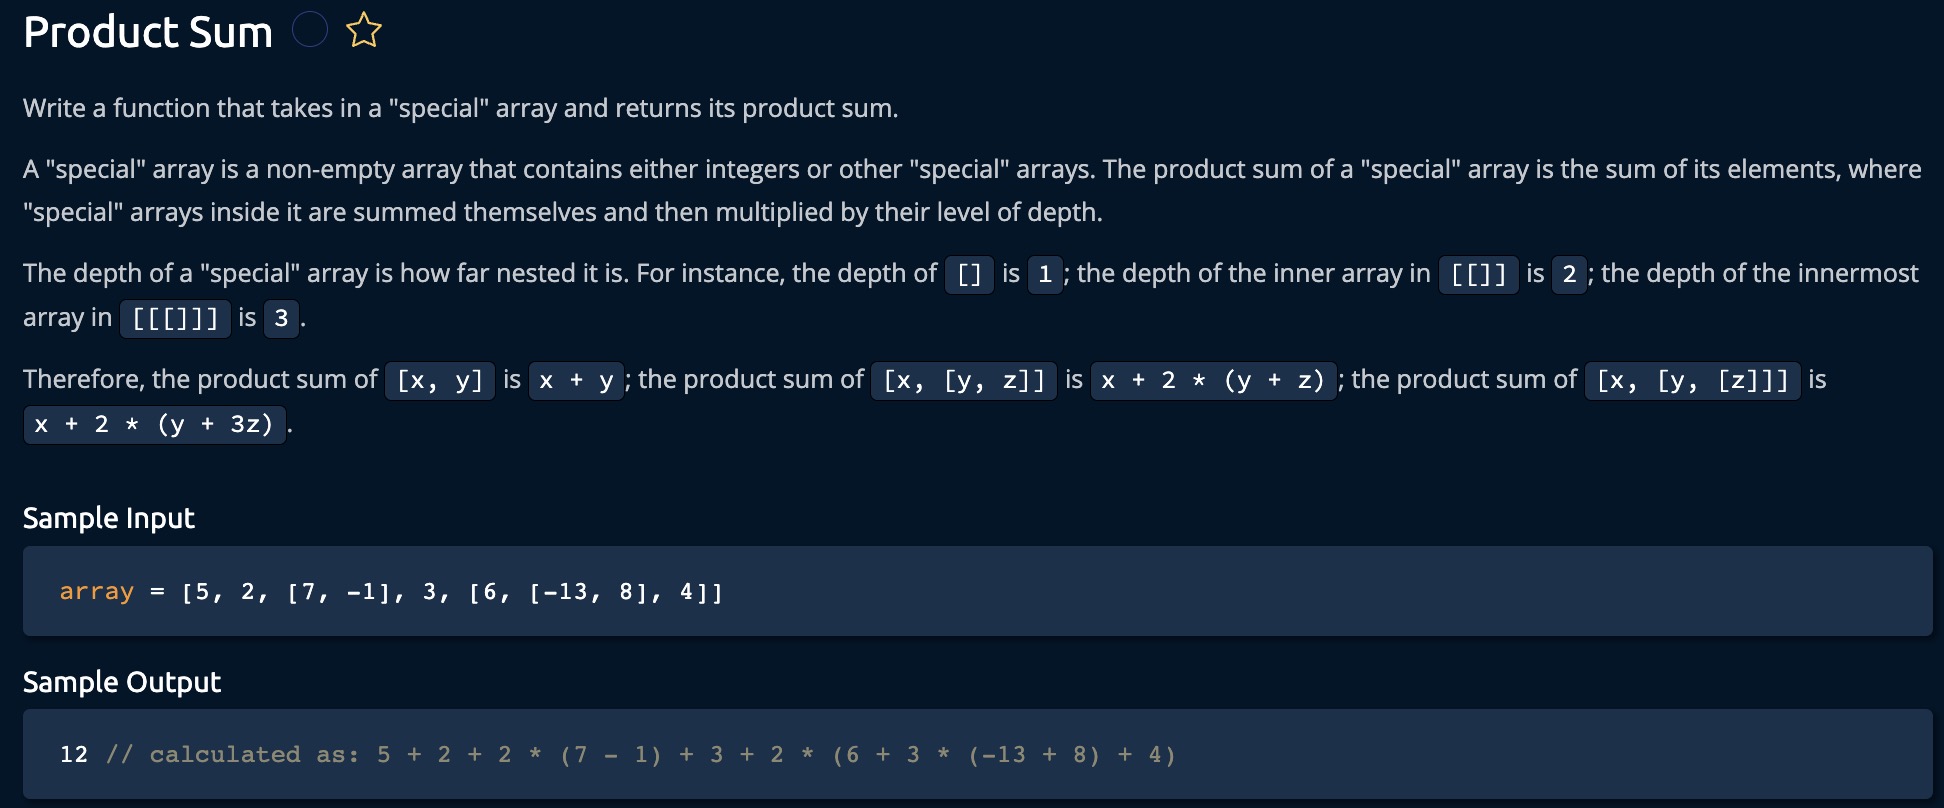 Product Sum
Write a function that takes in a "special" array and returns its product sum.
A "special" array is a non-empty array that contains either integers or other "special" arrays. The product sum of a "special" array is the sum of its elements, where
"special" arrays inside it are summed themselves and then multiplied by their level of depth.
The depth of a "special" array is how far nested it is. For instance, the depth of [] is 1; the depth of the inner array in [[]] is 2; the depth of the innermost
array in [[[]]] is 3.
Therefore, the product sum of [x, y] is x + y; the product sum of [x, [y, z]] is x + 2 * (y + z); the product sum of [x, [y, [z]]] is
x + 2 * (y + 3z).
Sample Input
array = [5, 2, [7, -1], 3, [6, [-13, 8], 4]]
Sample Output
12 // calculated as: 5 + 2 + 2 * (7 - 1) + 3 + 2 * (6 + 3 * (-13 + 8) + 4)